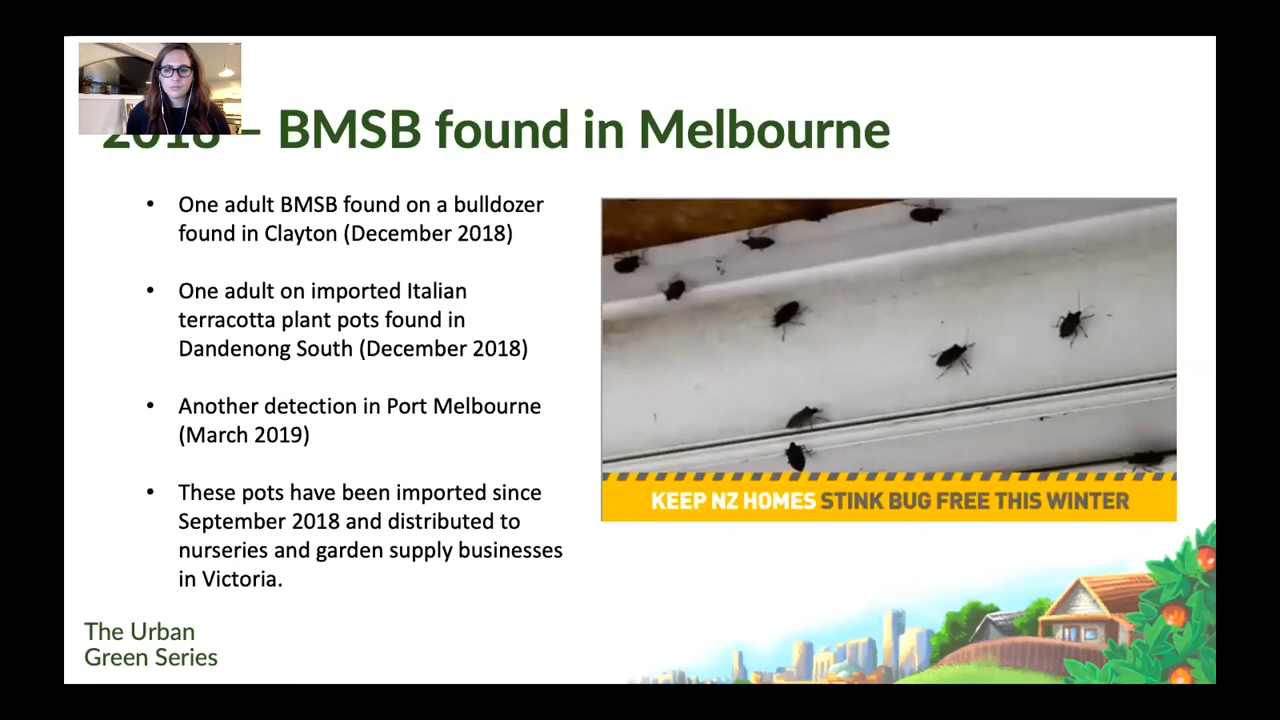 2018 – BMSB found in Melbourne
• One adult BMSB found on a bulldozer
found in Clayton (December 2018)
• One adult on imported Italian
terracotta plant pots found in
Dandenong South (December 2018)
• Another detection in Port Melbourne
(March 2019)
• These pots have been imported since
September 2018 and distributed to
nurseries and garden supply businesses
in Victoria.
KEEP NZ HOMES STINK BUG FREE THIS WINTER
The Urban
Green Series